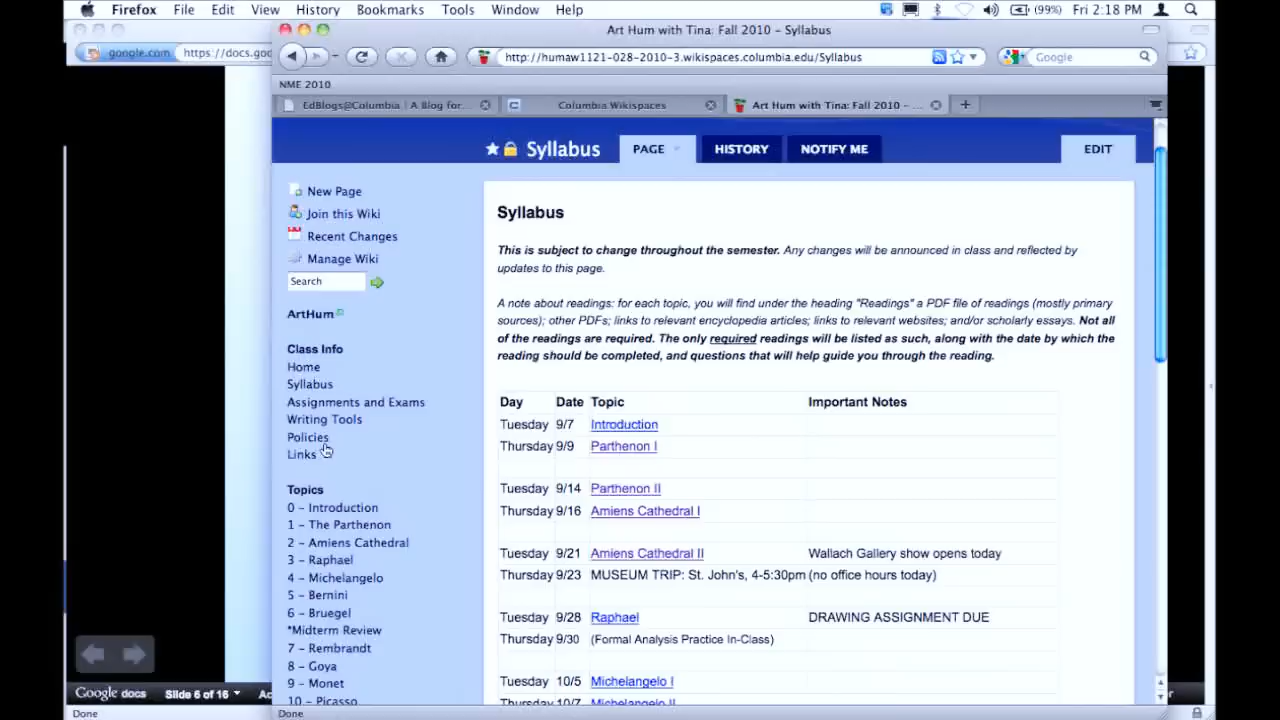 Firefox File Edit View History Bookmarks Tools Window Help (99%) Fri 2:18 PM
Art Hum with Tina: Fall 2010 – Syllabus
google.com https://docs.goo
http://humaw1121-028-2010-3.wikispaces.columbia.edu/Syllabus Google
NME 2010
EdBlogs@Columbia | A Blog for... Columbia Wikispaces Art Hum with Tina: Fall 2010 – ...
Syllabus PAGE HISTORY NOTIFY ME EDIT
New Page
Join this Wiki
Recent Changes
Manage Wiki
Search
ArtHum
Class Info
Home
Syllabus
Assignments and Exams
Writing Tools
Policies
Links
Topics
0 – Introduction
1 – The Parthenon
2 – Amiens Cathedral
3 – Raphael
4 – Michelangelo
5 – Bernini
6 – Bruegel
*Midterm Review
7 – Rembrandt
8 – Goya
9 – Monet
10 – Picasso
Syllabus
This is subject to change throughout the semester. Any changes will be announced in class and reflected by
updates to this page.
A note about readings: for each topic, you will find under the heading "Readings" a PDF file of readings (mostly primary
sources); other PDFs; links to relevant encyclopedia articles; links to relevant websites; and/or scholarly essays. Not all
of the readings are required. The only required readings will be listed as such, along with the date by which the
reading should be completed, and questions that will help guide you through the reading.
Day Date Topic Important Notes
Tuesday 9/7 Introduction
Thursday 9/9 Parthenon I
Tuesday 9/14 Parthenon II
Thursday 9/16 Amiens Cathedral I
Tuesday 9/21 Amiens Cathedral II Wallach Gallery show opens today
Thursday 9/23 MUSEUM TRIP: St. John's, 4-5:30pm (no office hours today)
Tuesday 9/28 Raphael DRAWING ASSIGNMENT DUE
Thursday 9/30 (Formal Analysis Practice In-Class)
Tuesday 10/5 Michelangelo I
Thursday 10/7 Michelangelo II
Google docs Slide 6 of 16 Ac
Done Done